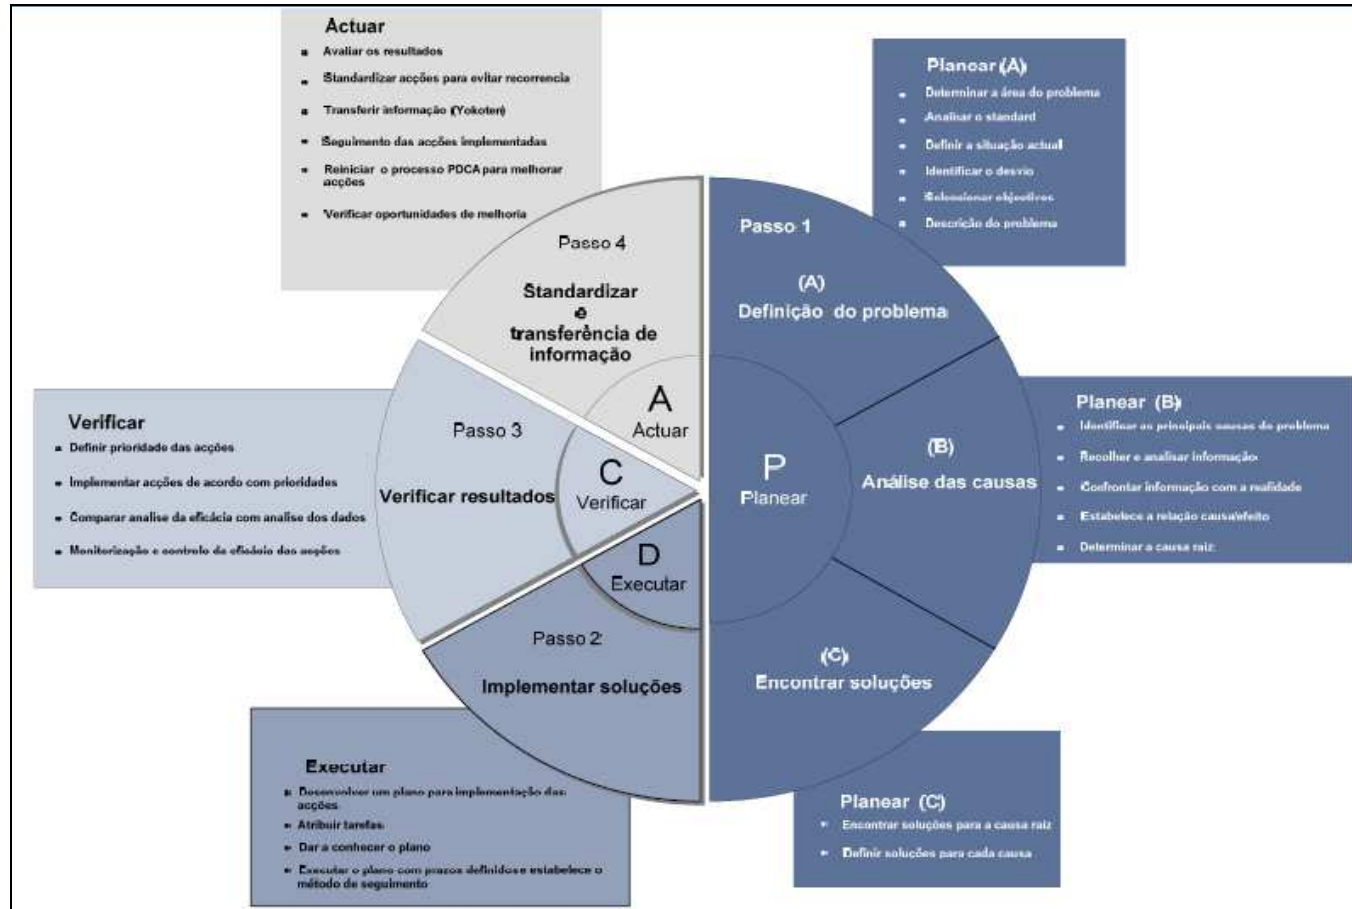 Actuar
Avaliar os resultados
Standardizar acções para evitar recorrencia
Transferir informação (Yokoten)
Seguimento das acções implementadas
Reiniciar o processo PDCA para melhorar
acções
Verificar oportunidades de melhoria
Planear (A)
Determinar a área do problema
Analisar o standard
Definir a situação actual
Identificar o desvio
Seleccionar objectivos
Descrição do problema
Passo 1
(A)
Definição do problema
Passo 4
Standardizar
e
transferência de
informação
A
Actuar
Verificar
Definir prioridade das acções
Implementar acções de acordo com prioridades
Comparar analise da eficácia com analise dos dados
Monitorização e controlo da eficácia das acções
Passo 3
Verificar resultados
C
Verificar
P
Planear
(B)
Análise das causas
Planear (B)
Identificar as principais causas do problema
Recolher e analisar informação
Confrontar informação com a realidade
Estabelece a relação causa/efeito
Determinar a causa raiz
D
Executar
Passo 2
Implementar soluções
(C)
Encontrar soluções
Executar
Desenvolver um plano para implementação das
acções
Atribuir tarefas
Dar a conhecer o plano
Executar o plano com prazos definidos e estabelece o
método de seguimento
Planear (C)
Encontrar soluções para a causa raiz
Definir soluções para cada causa